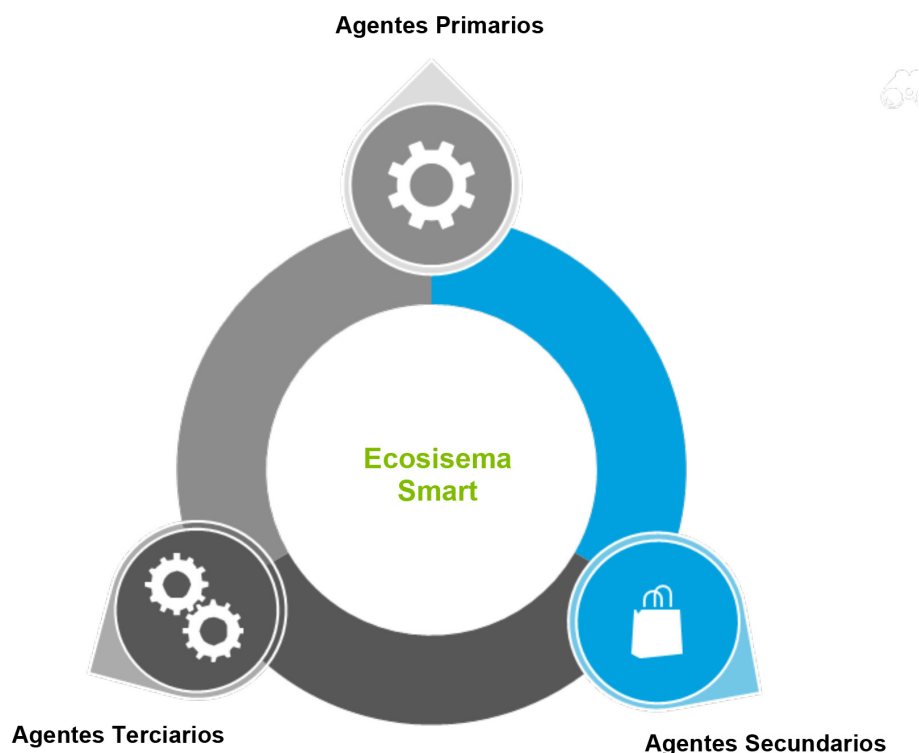 Agentes Primarios
Ecosisema
Smart
Agentes Terciarios
Agentes Secundarios